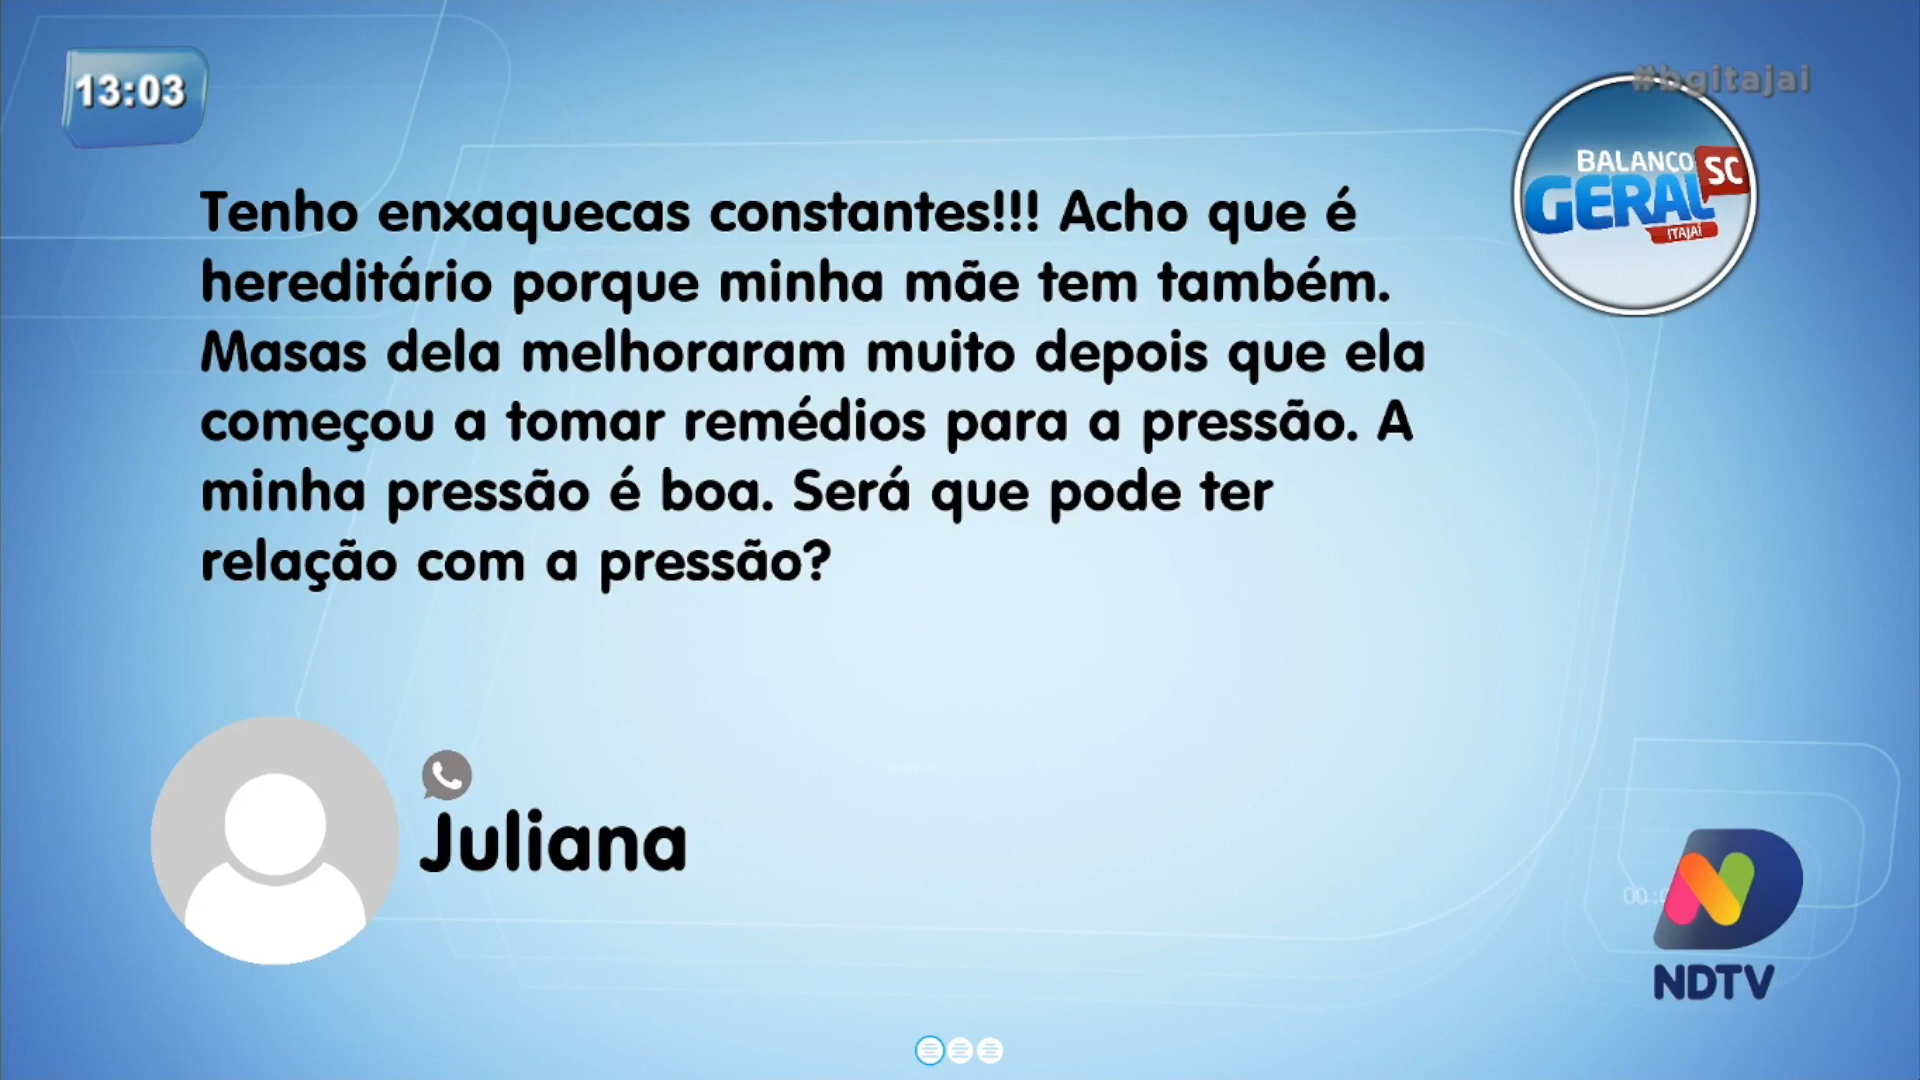 13:03
#bgitajai
BALANÇO
GERAL SC
ITAJAÍ
Tenho enxaquecas constantes!!! Acho que é
hereditário porque minha mãe tem também.
Masas dela melhoraram muito depois que ela
começou a tomar remédios para a pressão. A
minha pressão é boa. Será que pode ter
relação com a pressão?
Juliana
NDTV